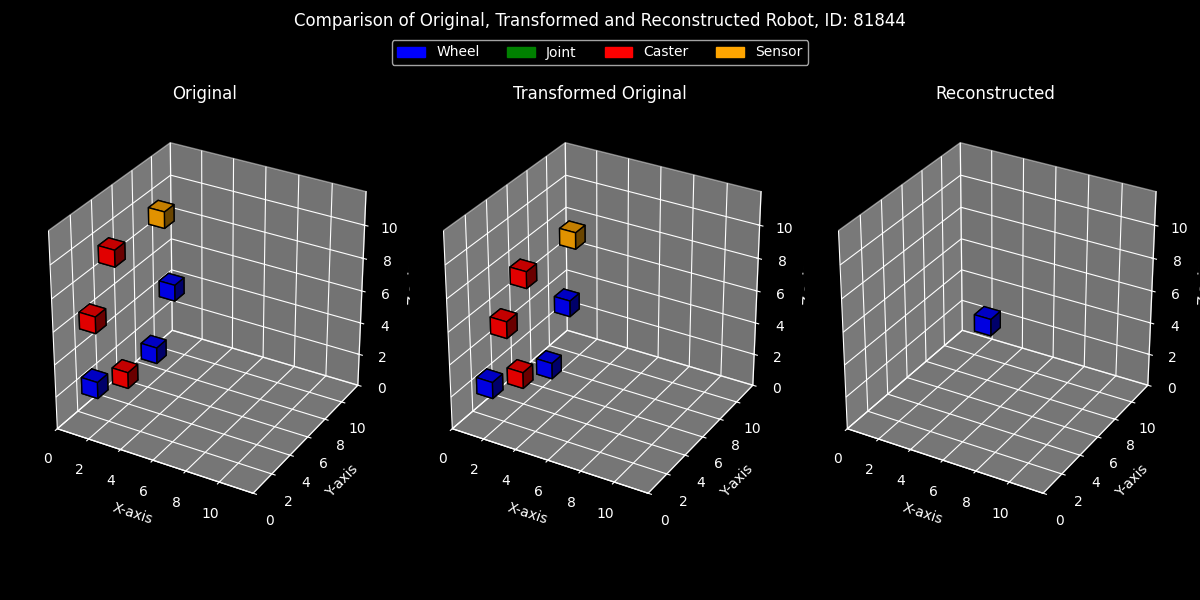 Comparison of Original, Transformed and Reconstructed Robot, ID: 81844
Wheel Joint Caster Sensor
Original Transformed Original Reconstructed
10 8 6 4 2 0
0 2 4 6 8 10
X-axis
0 2 4 6 8 10
Y-axis
10 8 6 4 2 0
0 2 4 6 8 10
X-axis
0 2 4 6 8 10
Y-axis
10 8 6 4 2 0
0 2 4 6 8 10
X-axis
0 2 4 6 8 10
Y-axis